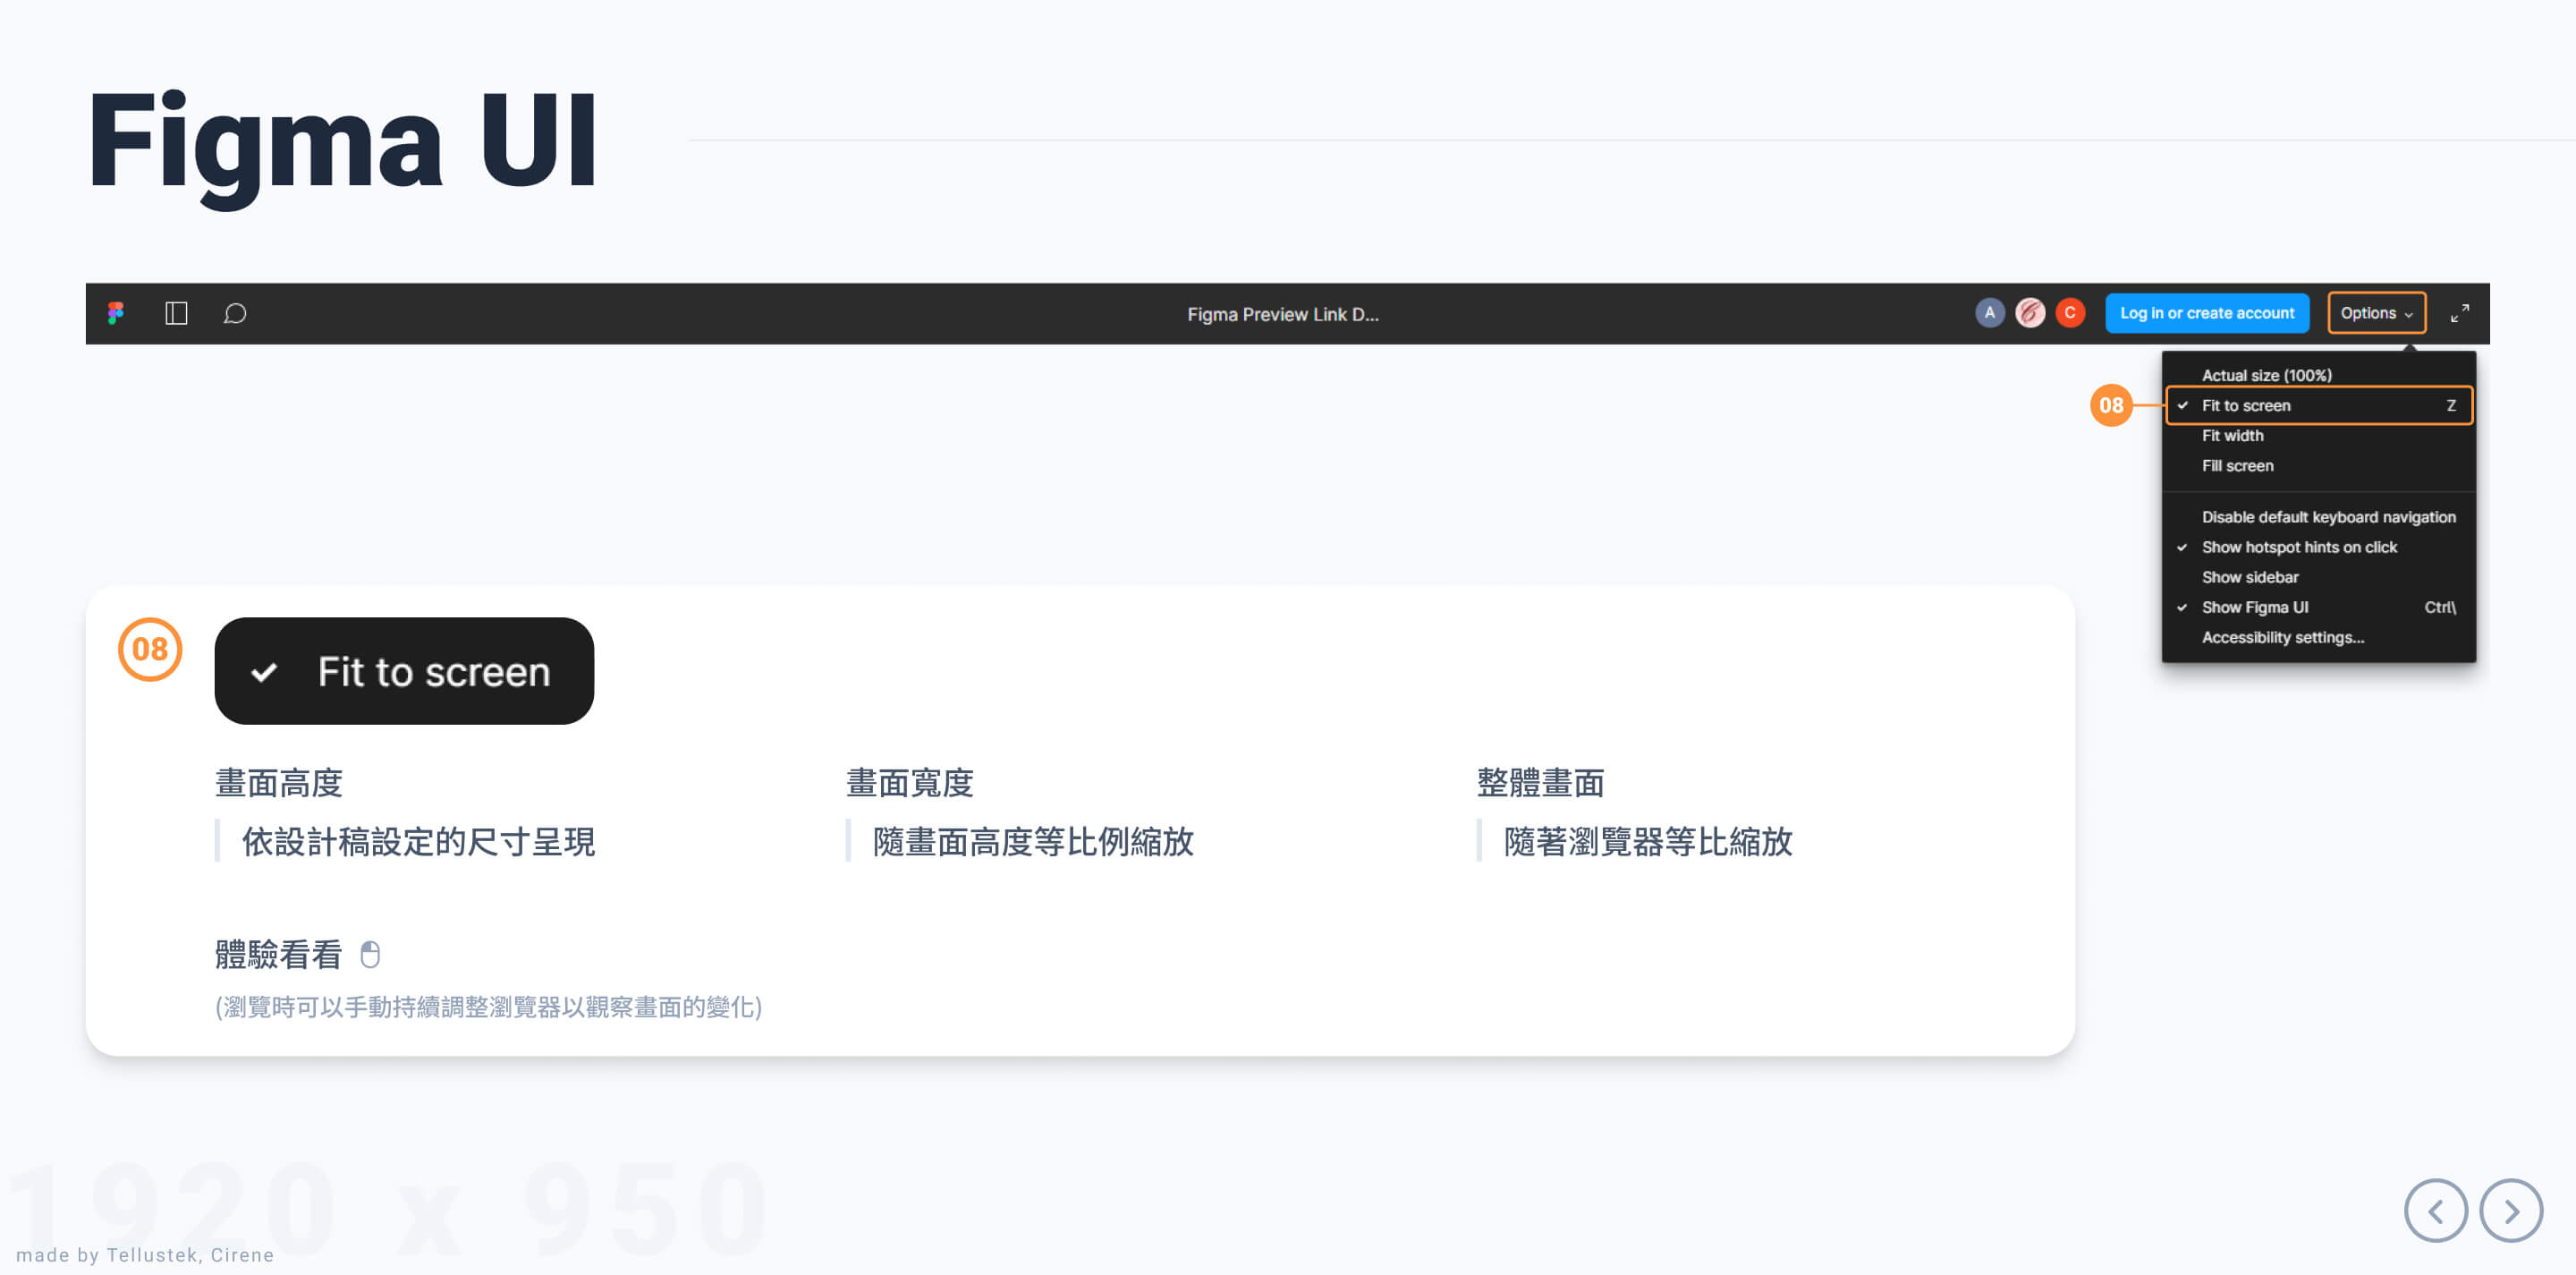 Figma UI
Figma Preview Link D...
A
C
Log in or create account
Options
Actual size (100%)
08
Fit to screen Z
Fit width
Fill screen
Disable default keyboard navigation
Show hotspot hints on click
Show sidebar
Show Figma UI Ctrl\
Accessibility settings...
08
Fit to screen
畫面高度
依設計稿設定的尺寸呈現
畫面寬度
隨畫面高度等比例縮放
整體畫面
隨著瀏覽器等比縮放
體驗看看
(瀏覽時可以手動持續調整瀏覽器以觀察畫面的變化)
1920 x 950
made by Tellustek, Cirene